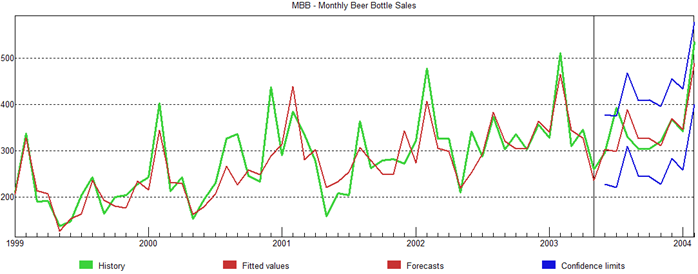 MBB - Monthly Beer Bottle Sales
500
400
300
200
1999 2000 2001 2002 2003 2004
History Fitted values Forecasts Confidence limits